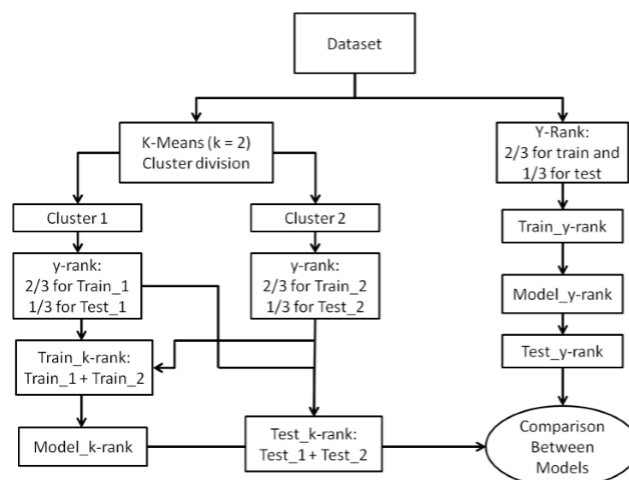 Dataset
K-Means (k = 2)
Cluster division
Y-Rank:
2/3 for train and
1/3 for test
Cluster 1
Cluster 2
Train_y-rank
y-rank:
2/3 for Train_1
1/3 for Test_1
y-rank:
2/3 for Train_2
1/3 for Test_2
Model_y-rank
Train_k-rank:
Train_1 + Train_2
Test_y-rank
Model_k-rank
Test_k-rank:
Test_1 + Test_2
Comparison
Between
Models